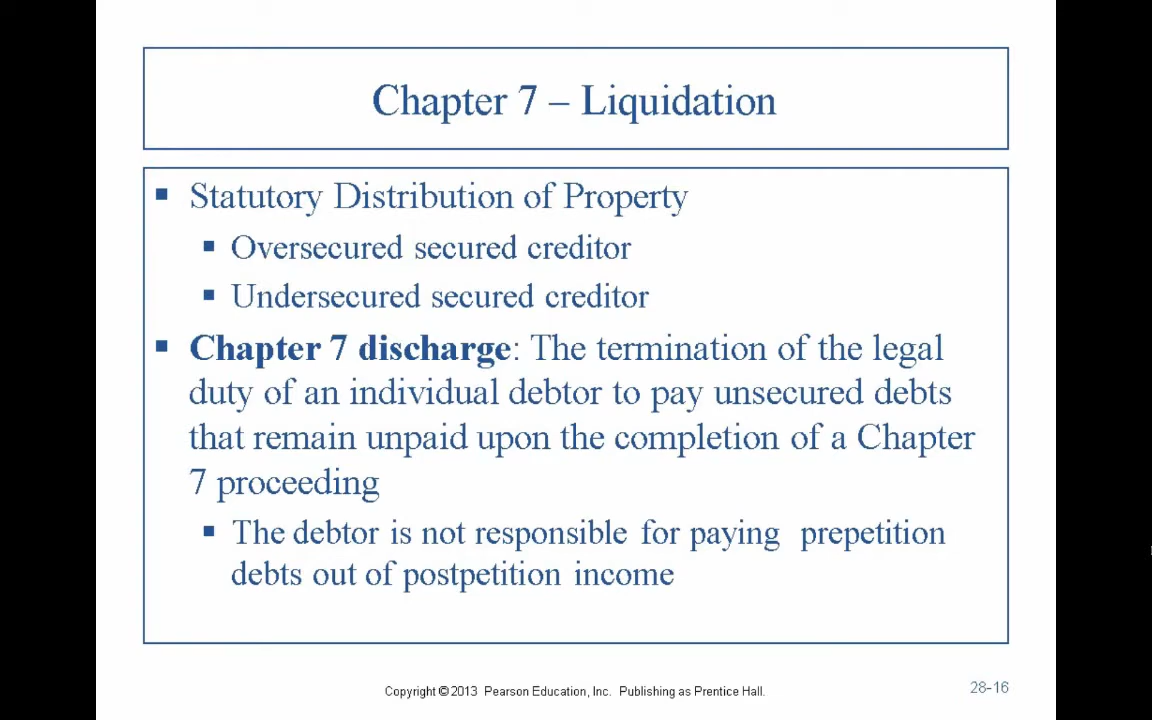 Chapter 7 – Liquidation
▪ Statutory Distribution of Property
▪ Oversecured secured creditor
▪ Undersecured secured creditor
▪ Chapter 7 discharge: The termination of the legal
duty of an individual debtor to pay unsecured debts
that remain unpaid upon the completion of a Chapter
7 proceeding
▪ The debtor is not responsible for paying  prepetition
debts out of postpetition income
Copyright © 2013 Pearson Education, Inc. Publishing as Prentice Hall.
28-16